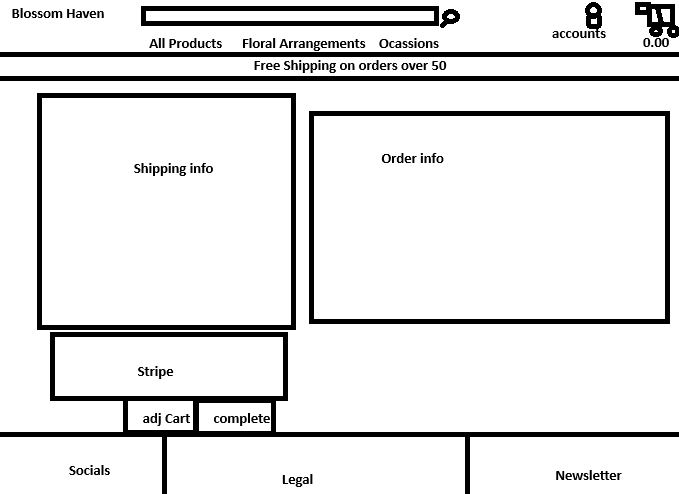 Blossom Haven
All Products Floral Arrangements Ocassions
accounts
0.00
Free Shipping on orders over 50
Shipping info
Order info
Stripe
adj Cart
complete
Socials
Legal
Newsletter